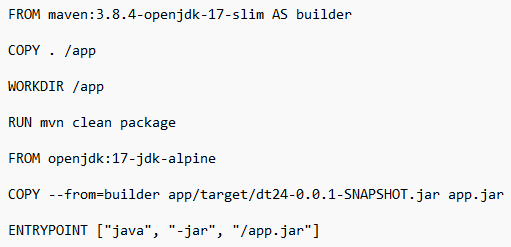 FROM maven:3.8.4-openjdk-17-slim AS builder
COPY . /app
WORKDIR /app
RUN mvn clean package
FROM openjdk:17-jdk-alpine
COPY --from=builder app/target/dt24-0.0.1-SNAPSHOT.jar app.jar
ENTRYPOINT ["java", "-jar", "/app.jar"]